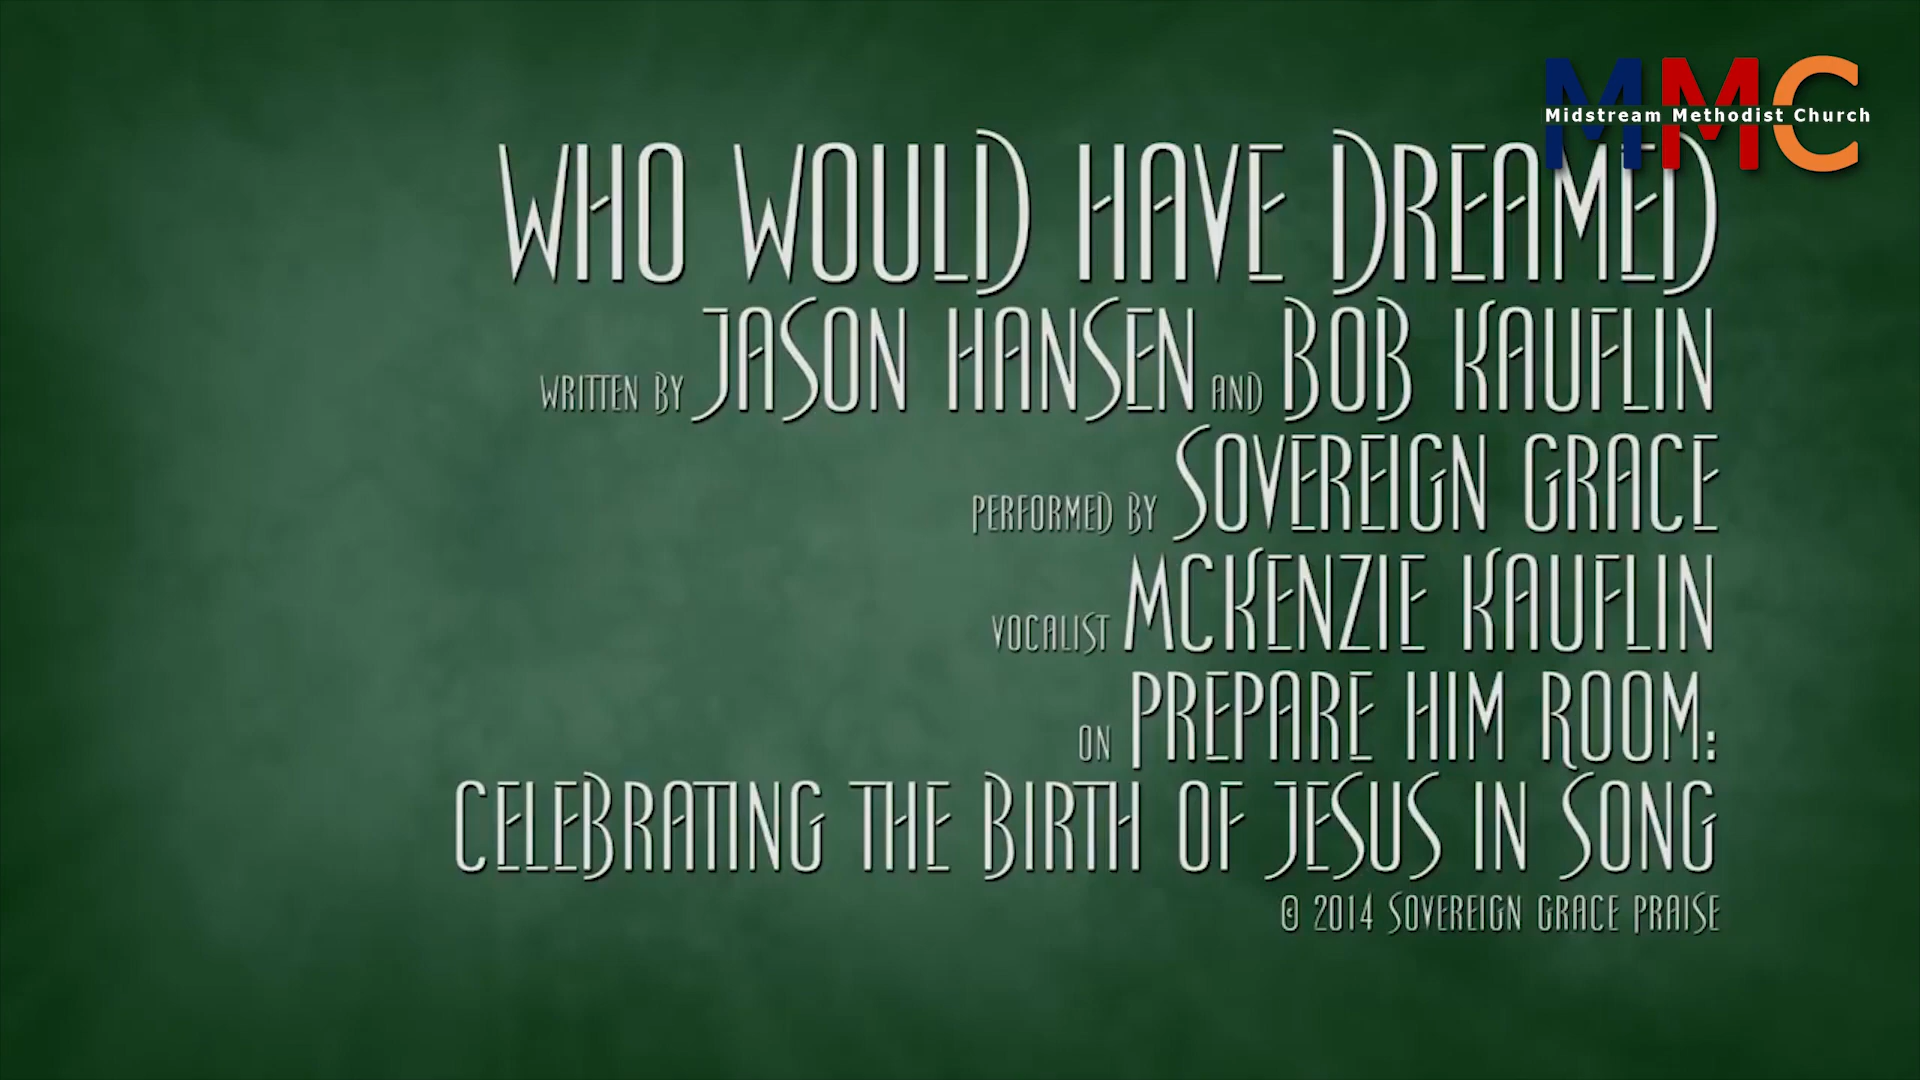 MMC
Midstream Methodist Church
WHO WOULD HAVE DREAMED
WRITTEN BY JASON HANSEN AND BOB KAUFLIN
PERFORMED BY SOVEREIGN GRACE
VOCALIST MCKENZIE KAUFLIN
ON PREPARE HIM ROOM:
CELEBRATING THE BIRTH OF JESUS IN SONG
© 2014 SOVEREIGN GRACE PRAISE